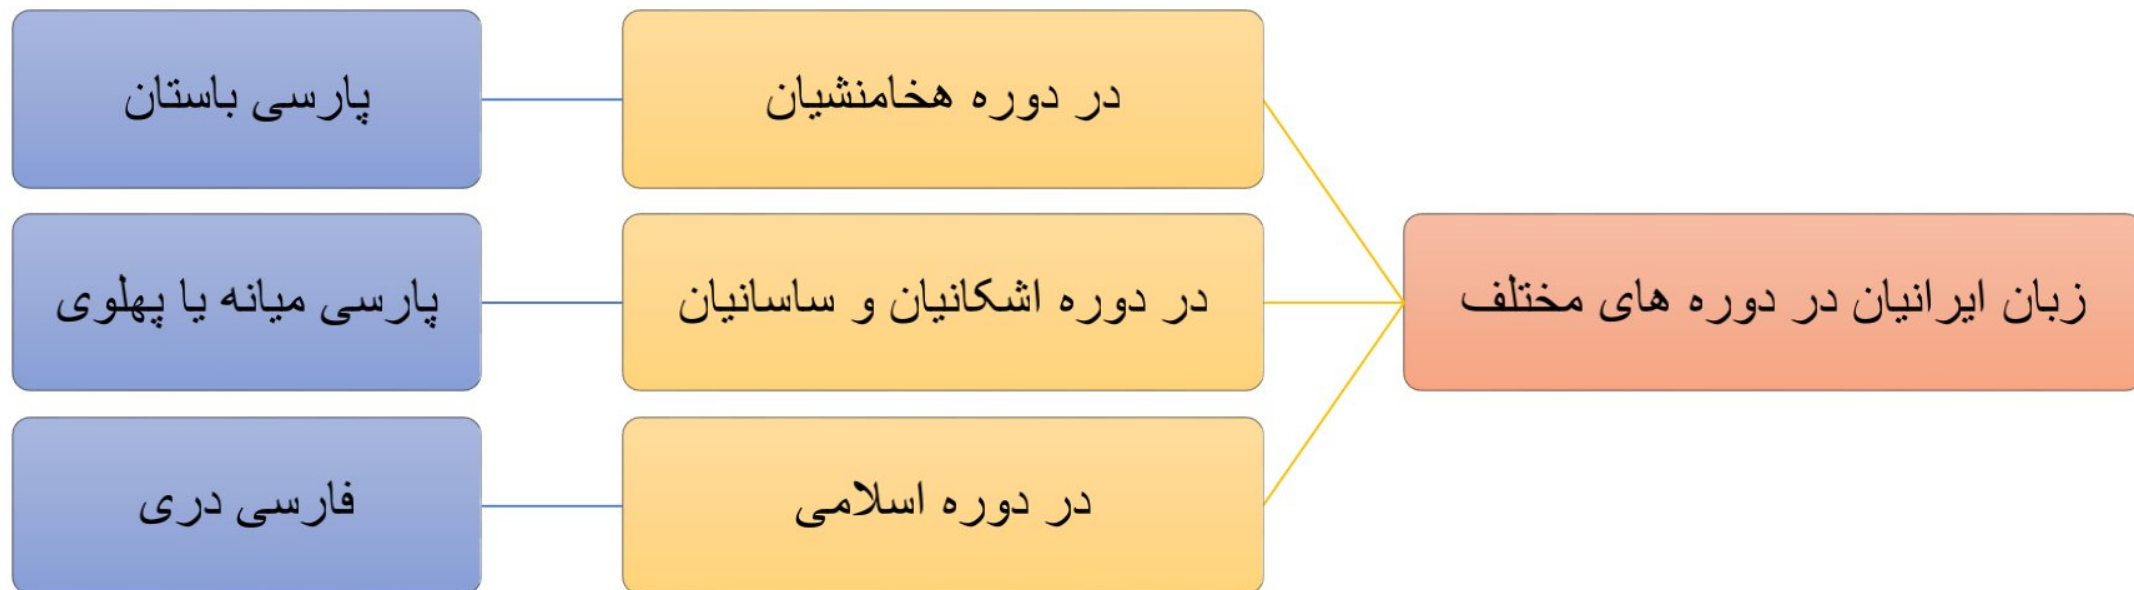 زبان ایرانیان در دوره های مختلف
در دوره هخامنشیان
پارسی باستان
در دوره اشکانیان و ساسانیان
پارسی میانه یا پهلوی
در دوره اسلامی
فارسی دری